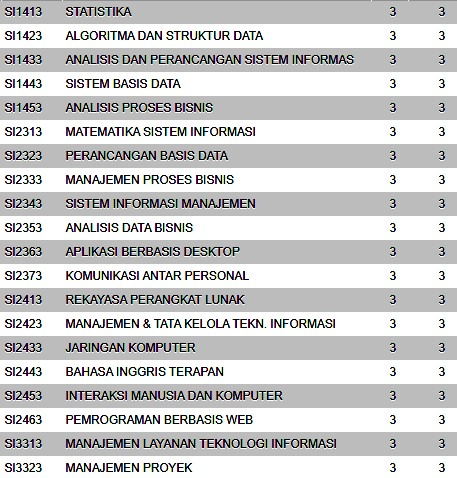 SI1413 STATISTIKA 3 3
SI1423 ALGORITMA DAN STRUKTUR DATA 3 3
SI1433 ANALISIS DAN PERANCANGAN SISTEM INFORMAS 3 3
SI1443 SISTEM BASIS DATA 3 3
SI1453 ANALISIS PROSES BISNIS 3 3
SI2313 MATEMATIKA SISTEM INFORMASI 3 3
SI2323 PERANCANGAN BASIS DATA 3 3
SI2333 MANAJEMEN PROSES BISNIS 3 3
SI2343 SISTEM INFORMASI MANAJEMEN 3 3
SI2353 ANALISIS DATA BISNIS 3 3
SI2363 APLIKASI BERBASIS DESKTOP 3 3
SI2373 KOMUNIKASI ANTAR PERSONAL 3 3
SI2413 REKAYASA PERANGKAT LUNAK 3 3
SI2423 MANAJEMEN & TATA KELOLA TEKN. INFORMASI 3 3
SI2433 JARINGAN KOMPUTER 3 3
SI2443 BAHASA INGGRIS TERAPAN 3 3
SI2453 INTERAKSI MANUSIA DAN KOMPUTER 3 3
SI2463 PEMROGRAMAN BERBASIS WEB 3 3
SI3313 MANAJEMEN LAYANAN TEKNOLOGI INFORMASI 3 3
SI3323 MANAJEMEN PROYEK 3 3